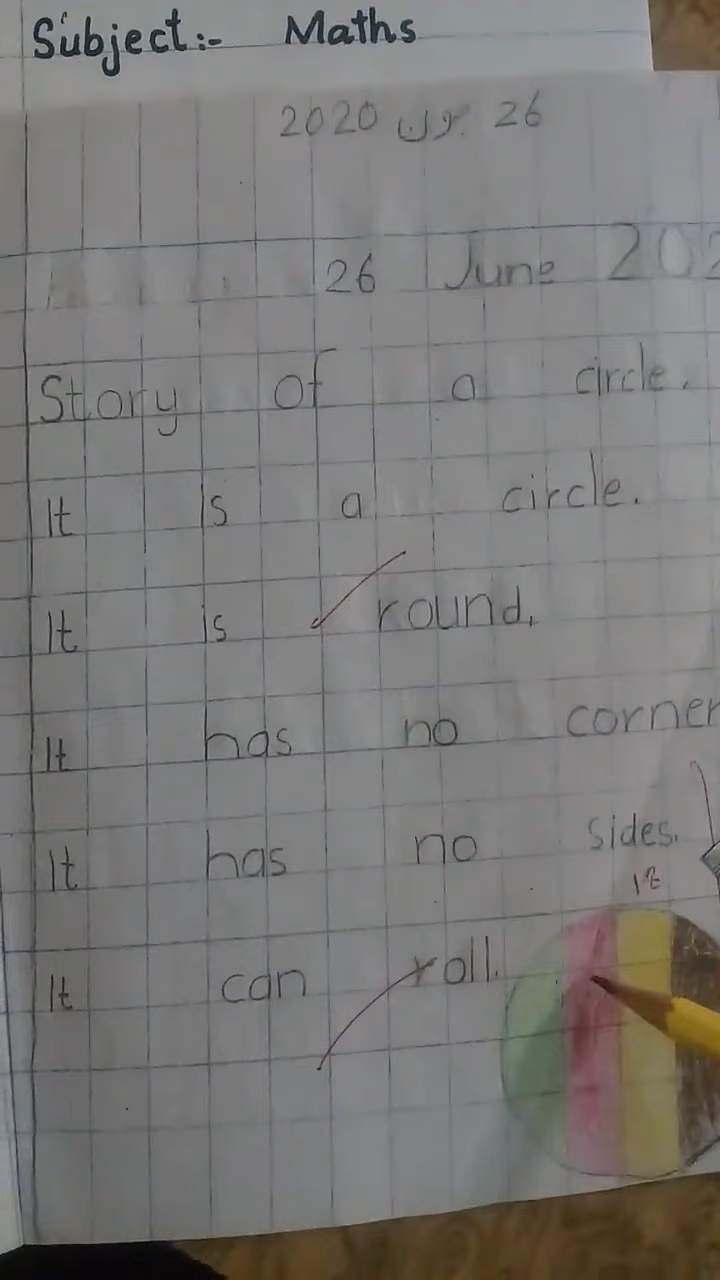 Subject:- Maths
26 جون 2020
26 June 202
Story of a circle.
It is a circle.
It is round.
It has no corner
It has no sides.
It can roll.